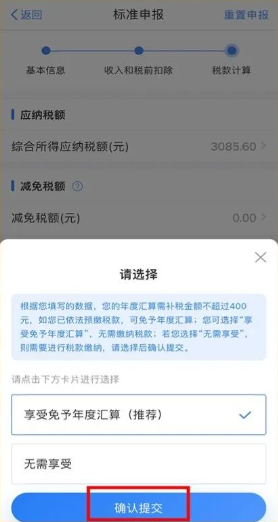 返回 标准申报 重置申报
基本信息 收入和税前扣除 税款计算
应纳税额
综合所得应纳税额(元) 3085.60
减免税额
减免税额(元) 0.00
请选择
根据您填写的数据，您的年度汇算需补税金额不超过400
元，如您已依法预缴税款，可免予年度汇算；您可选择“享
受免予年度汇算”，无需缴纳税款；若您选择“无需享受”，
则需要进行税款缴纳，请选择后确认提交。
请点击下方卡片进行选择
享受免予年度汇算（推荐）
无需享受
确认提交